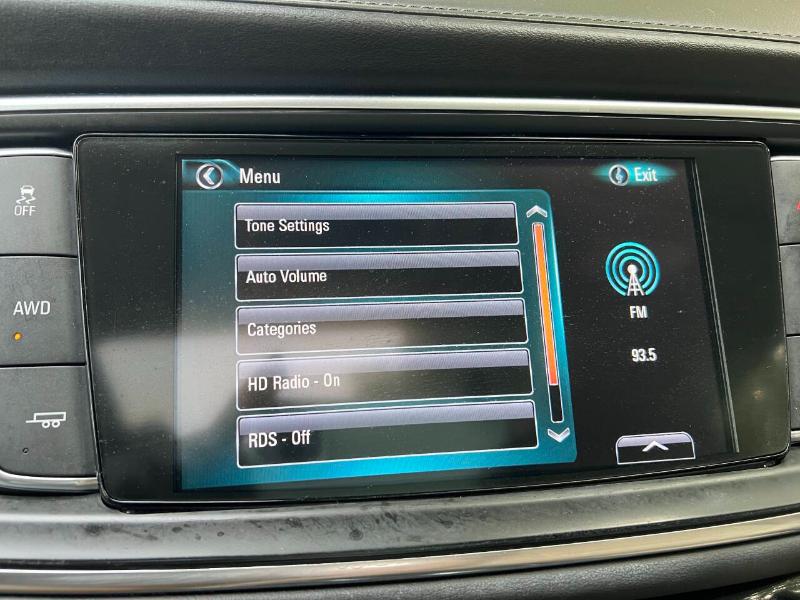 Menu
Exit
Tone Settings
Auto Volume
Categories
HD Radio - On
RDS - Off
FM
93.5
OFF
AWD